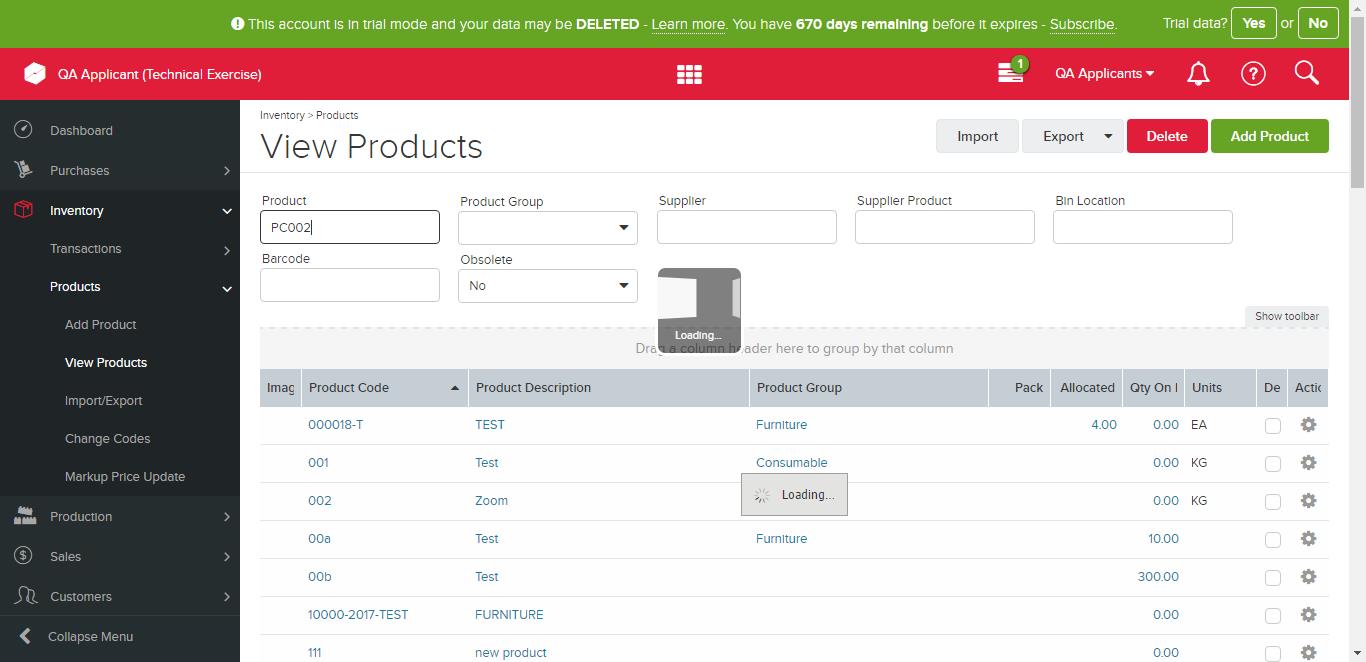 This account is in trial mode and your data may be DELETED - Learn more. You have 670 days remaining before it expires - Subscribe.
Trial data? Yes or No
QA Applicant (Technical Exercise)
1
QA Applicants
?
Dashboard
Purchases
Inventory
Transactions
Products
Add Product
View Products
Import/Export
Change Codes
Markup Price Update
Production
Sales
Customers
Collapse Menu
Inventory > Products
View Products
Import
Export
Delete
Add Product
Product
Product Group
Supplier
Supplier Product
Bin Location
PC002
Barcode
Obsolete
No
Loading...
Show toolbar
Drag a column header here to group by that column
Imag Product Code Product Description Product Group Pack Allocated Qty On Units De Actic
000018-T TEST Furniture 4.00 0.00 EA
001 Test Consumable 0.00 KG
Loading...
002 Zoom 0.00 KG
00a Test Furniture 10.00
00b Test 300.00
10000-2017-TEST FURNITURE 0.00
111 new product 0.00